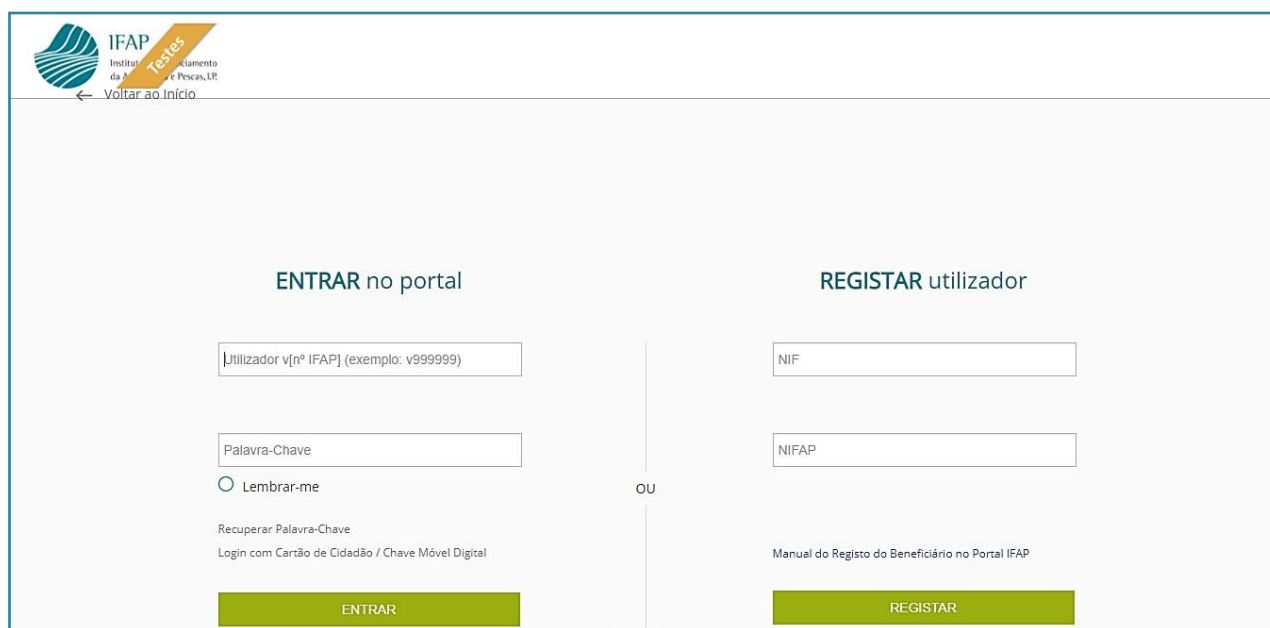 IFAP
Testes
da e Pescas, I.P.
← Voltar ao Início
ENTRAR no portal
Utilizador v[nº IFAP] (exemplo: v999999)
Palavra-Chave
Lembrar-me
Recuperar Palavra-Chave
Login com Cartão de Cidadão / Chave Móvel Digital
ENTRAR
OU
REGISTAR utilizador
NIF
NIFAP
Manual do Registo do Beneficiário no Portal IFAP
REGISTAR